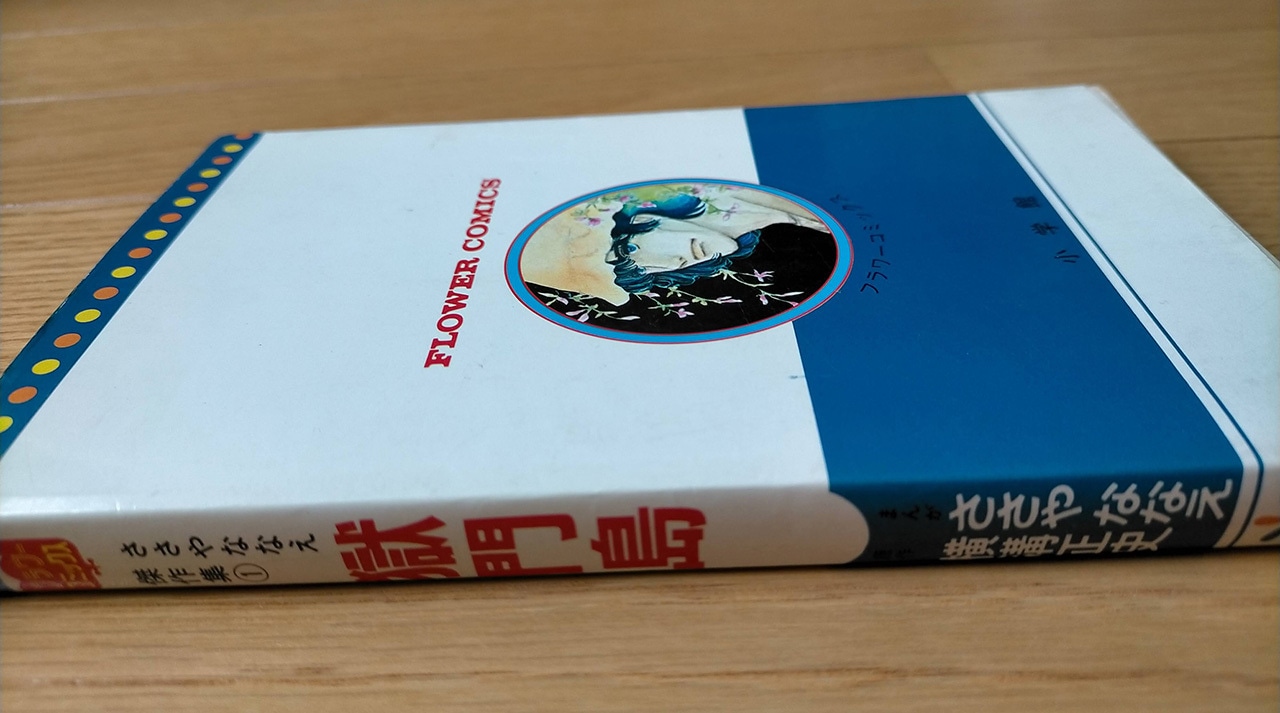 FLOWER COMICS
フラワーコミックス
小学館
ささやななえ
傑作集①
獄門島
まんが
ささやななえ
原作
横溝正史